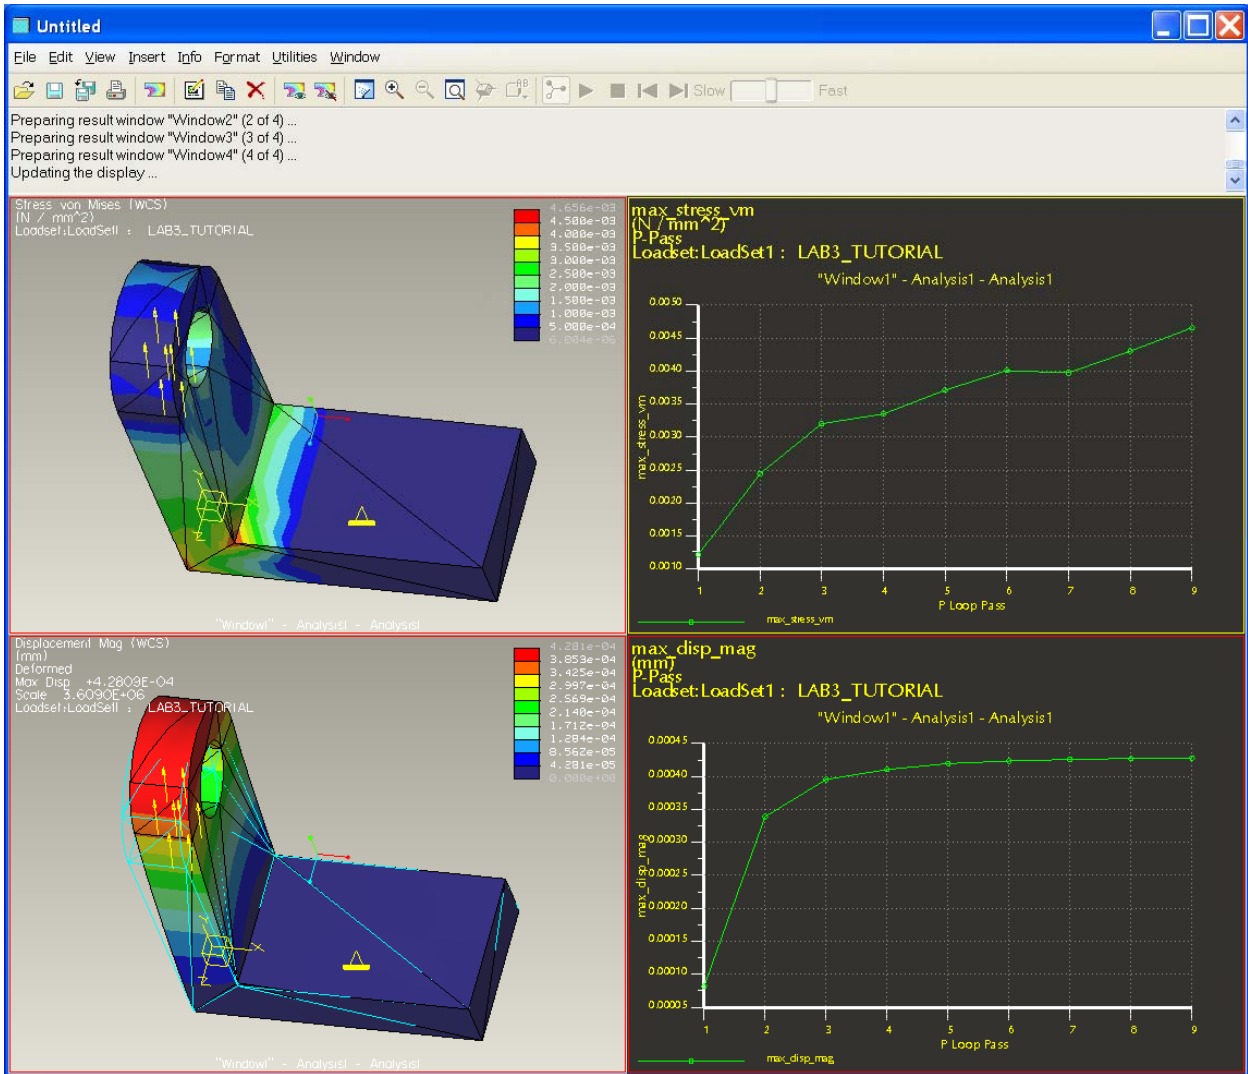 Untitled
File Edit View Insert Info Format Utilities Window
Slow Fast
Preparing result window "Window2" (2 of 4) ...
Preparing result window "Window3" (3 of 4) ...
Preparing result window "Window4" (4 of 4) ...
Updating the display ...
Stress von Mises (WCS)
(N / mm^2)
Loadset:LoadSet1 : LAB3_TUTORIAL
4.656e-03
4.500e-03
4.000e-03
3.500e-03
3.000e-03
2.500e-03
2.000e-03
1.500e-03
1.000e-03
5.000e-04
6.084e-06
Y
X
Z
"Window1" - Analysis1 - Analysis1
max_stress_vm
(N / mm^2)
P-Pass
Loadset:LoadSet1 : LAB3_TUTORIAL
"Window1" - Analysis1 - Analysis1
max_stress_vm
0.0050
0.0045
0.0040
0.0035
0.0030
0.0025
0.0020
0.0015
0.0010
1 2 3 4 5 6 7 8 9
P Loop Pass
max_stress_vm
Displacement Mag (WCS)
(mm)
Deformed
Max Disp +4.2809E-04
Scale 3.6090E+06
Loadset:LoadSet1 : LAB3_TUTORIAL
4.281e-04
3.853e-04
3.425e-04
2.997e-04
2.569e-04
2.140e-04
1.712e-04
1.284e-04
8.562e-05
4.281e-05
0.000e+00
Y
X
Z
"Window1" - Analysis1 - Analysis1
max_disp_mag
(mm)
P-Pass
Loadset:LoadSet1 : LAB3_TUTORIAL
"Window1" - Analysis1 - Analysis1
max_disp_mag
0.00045
0.00040
0.00035
0.00030
0.00025
0.00020
0.00015
0.00010
0.00005
1 2 3 4 5 6 7 8 9
P Loop Pass
max_disp_mag